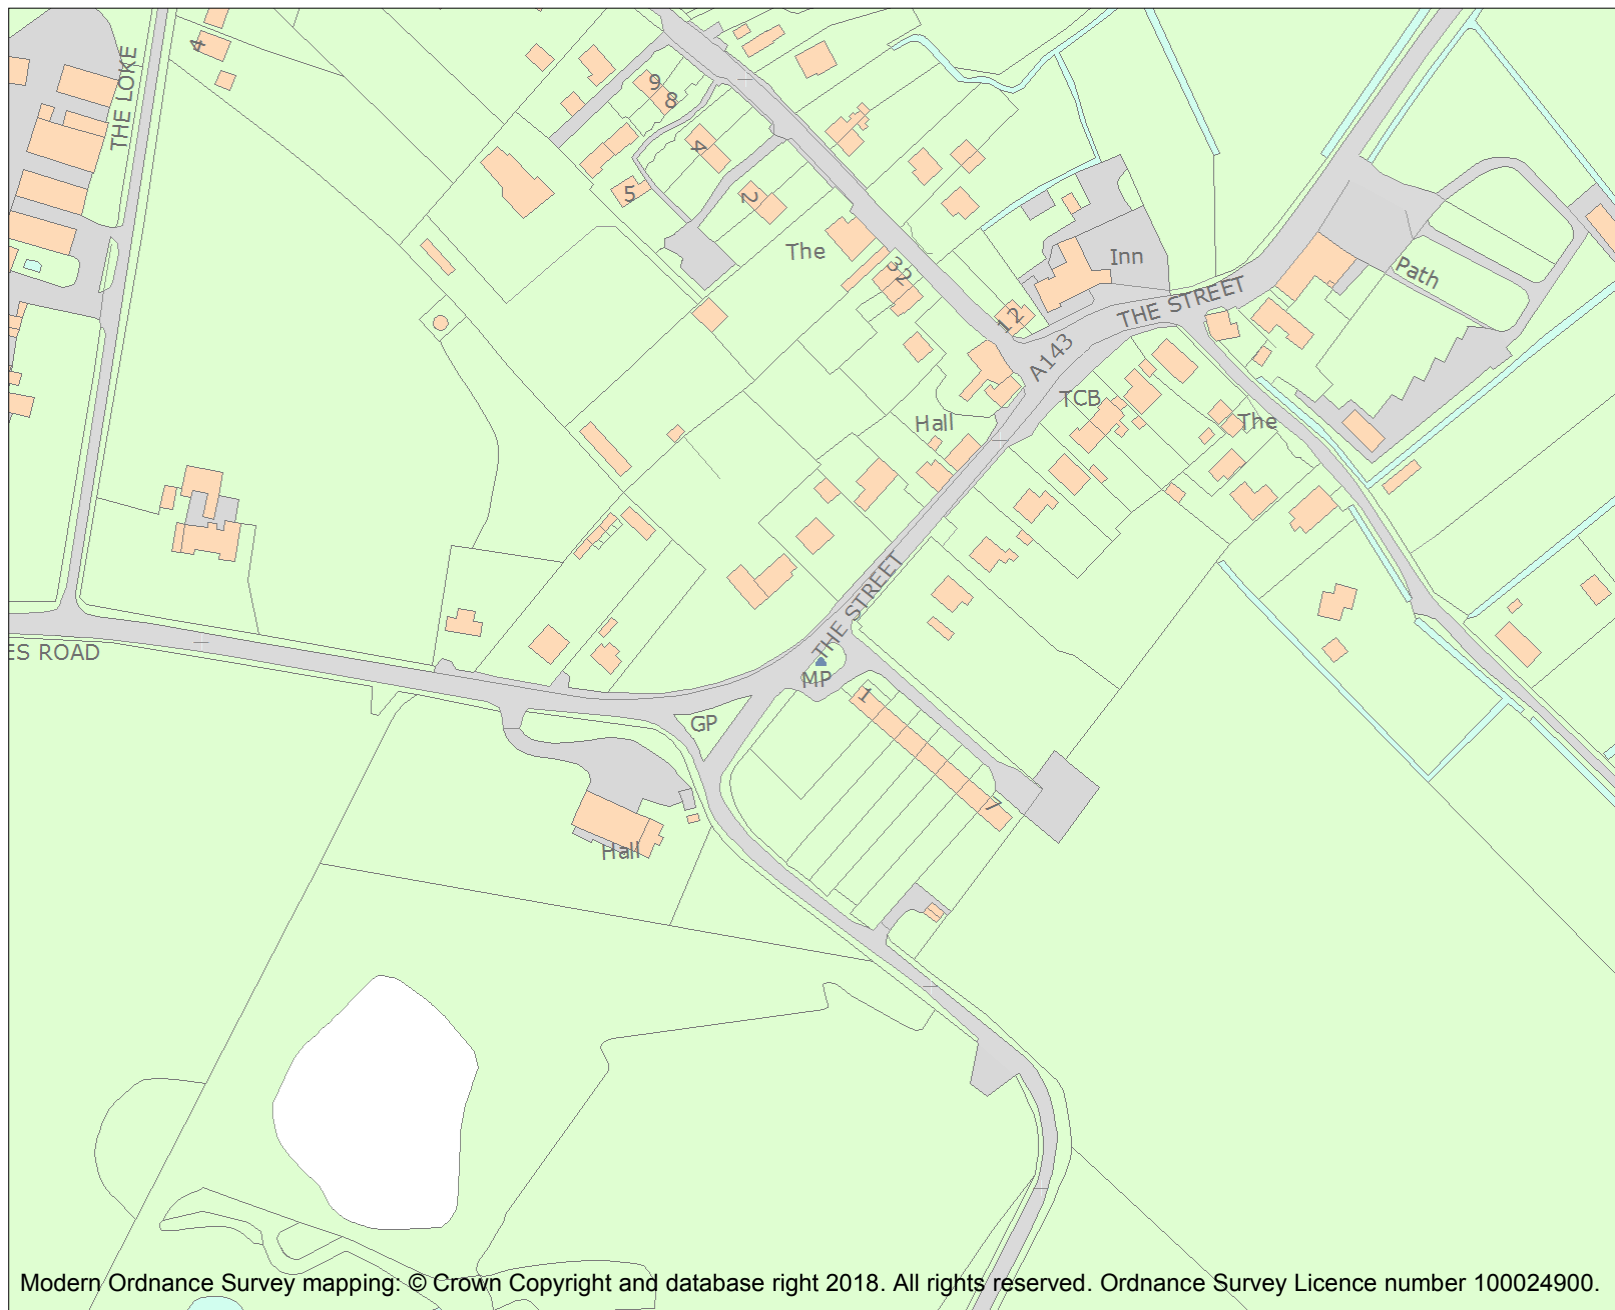 THE LOKE
4
9
8
4
5
2
The
32
Inn
12
THE STREET
Path
A143
TCB
Hall
The
THE STREET
ES ROAD
MP
1
GP
7
Hall
Modern Ordnance Survey mapping: © Crown Copyright and database right 2018. All rights reserved. Ordnance Survey Licence number 100024900.